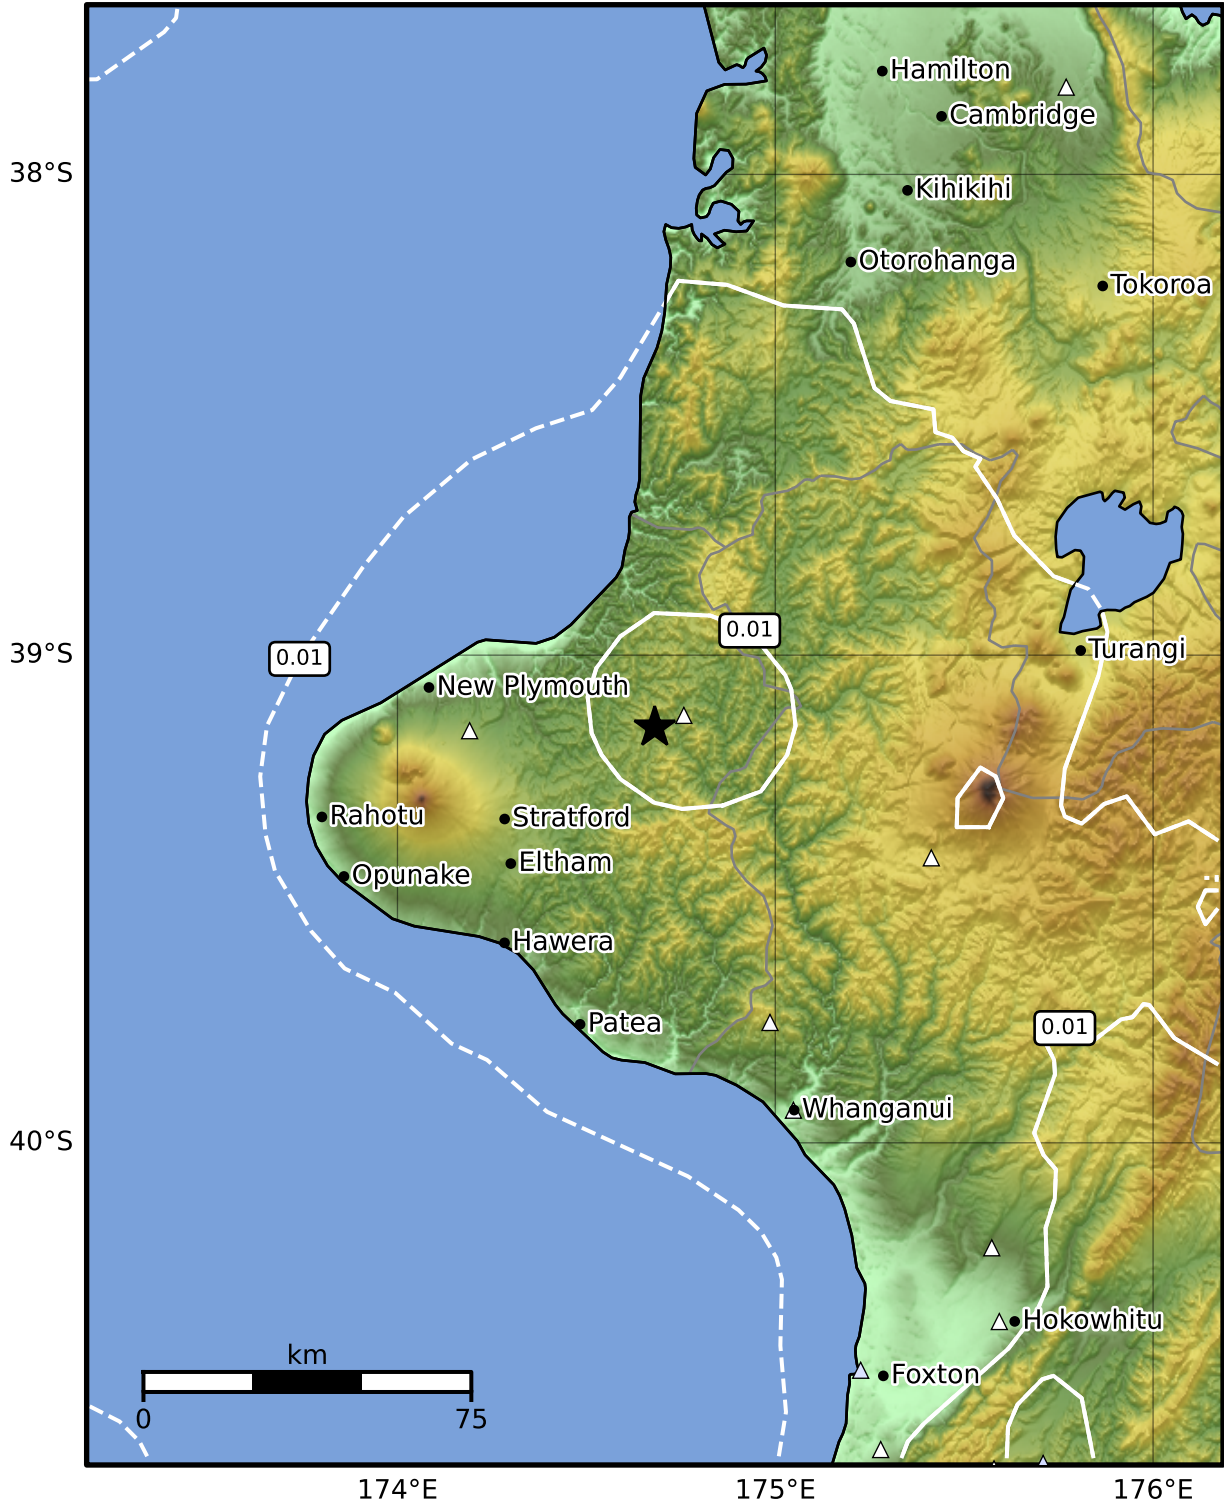 Hamilton
Cambridge
38°S
Kihikihi
Otorohanga
Tokoroa
0.01
39°S
0.01
Turangi
New Plymouth
Rahotu
Stratford
Eltham
Opunake
Hawera
Patea
0.01
Whanganui
40°S
Hokowhitu
km
Foxton
0 75
174°E 175°E 176°E